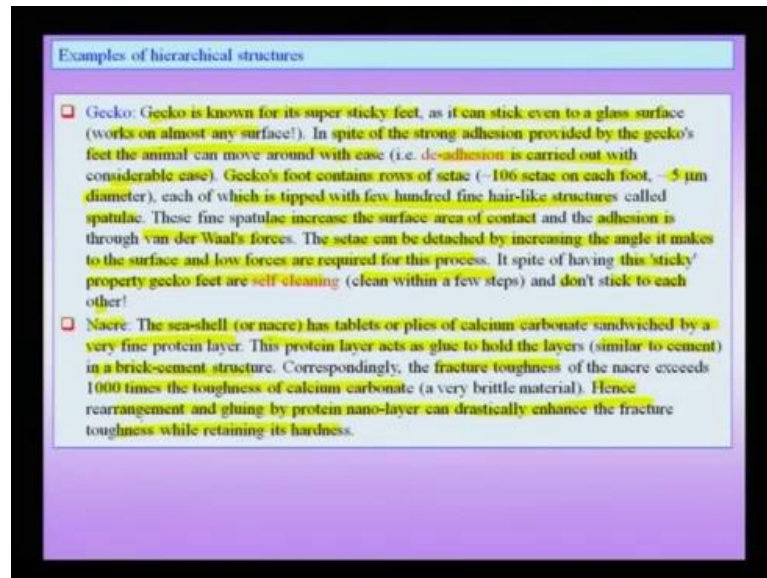 Examples of hierarchical structures
Gecko: Gecko is known for its super sticky feet, as it can stick even to a glass surface
(works on almost any surface!). In spite of the strong adhesion provided by the gecko's
feet the animal can move around with ease (i.e. de-adhesion is carried out with
considerable ease). Gecko's foot contains rows of setae (~106 setae on each foot, ~ 5 μm
diameter), each of which is tipped with few hundred fine hair-like structures called
spatulae. These fine spatulae increase the surface area of contact and the adhesion is
through van der Waal's forces. The setae can be detached by increasing the angle it makes
to the surface and low forces are required for this process. It spite of having this 'sticky'
property gecko feet are self cleaning (clean within a few steps) and don't stick to each
other!
Nacre: The sea-shell (or nacre) has tablets or plies of calcium carbonate sandwiched by a
very fine protein layer. This protein layer acts as glue to hold the layers (similar to cement)
in a brick-cement structure. Correspondingly, the fracture toughness of the nacre exceeds
1000 times the toughness of calcium carbonate (a very brittle material). Hence
rearrangement and gluing by protein nano-layer can drastically enhance the fracture
toughness while retaining its hardness.